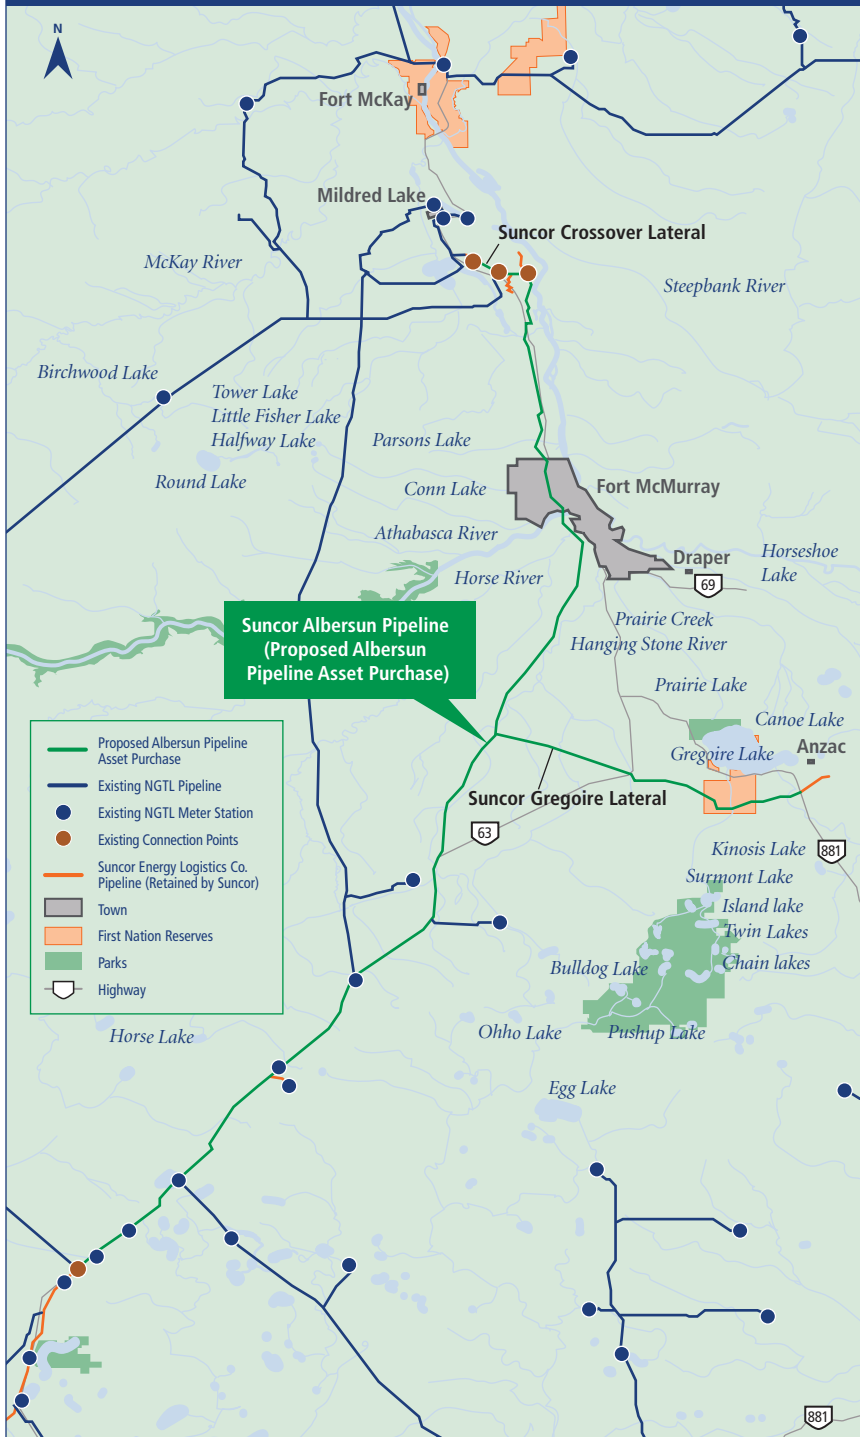 N
Fort McKay
Mildred Lake
Suncor Crossover Lateral
McKay River
Steepbank River
Birchwood Lake
Tower Lake
Little Fisher Lake
Halfway Lake
Parsons Lake
Round Lake
Conn Lake
Fort McMurray
Athabasca River
Draper
Horseshoe
Lake
Horse River
69
Suncor Albersun Pipeline
(Proposed Albersun
Pipeline Asset Purchase)
Prairie Creek
Hanging Stone River
Prairie Lake
Canoe Lake
Gregoire Lake
Anzac
Proposed Albersun Pipeline
Asset Purchase
Existing NGTL Pipeline
Existing NGTL Meter Station
Existing Connection Points
Suncor Energy Logistics Co.
Pipeline (Retained by Suncor)
Town
First Nation Reserves
Parks
Highway
Suncor Gregoire Lateral
63
Kinosis Lake
881
Surmont Lake
Island lake
Twin Lakes
Bulldog Lake
Chain lakes
Horse Lake
Ohho Lake
Pushup Lake
Egg Lake
881